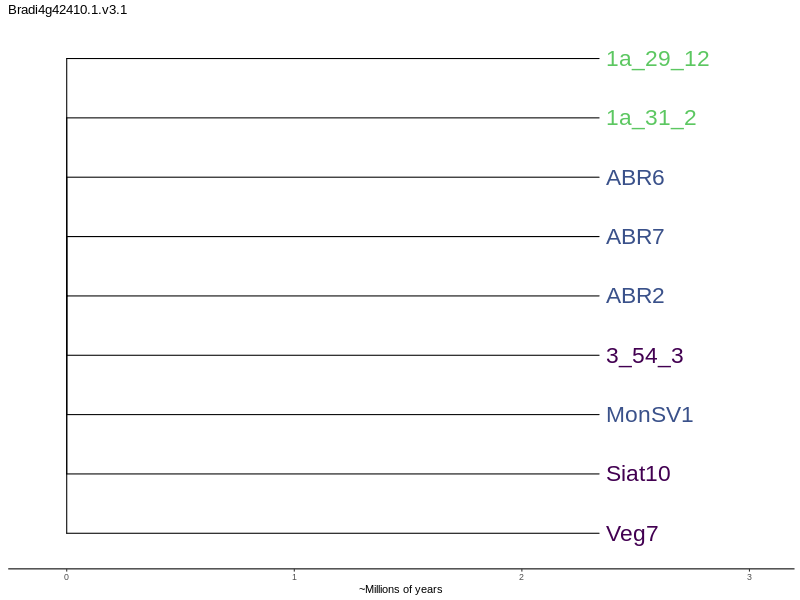 Bradi4g42410.1.v3.1
1a_29_12
1a_31_2
ABR6
ABR7
ABR2
3_54_3
MonSV1
Siat10
Veg7
0 1 2 3
~Millions of years